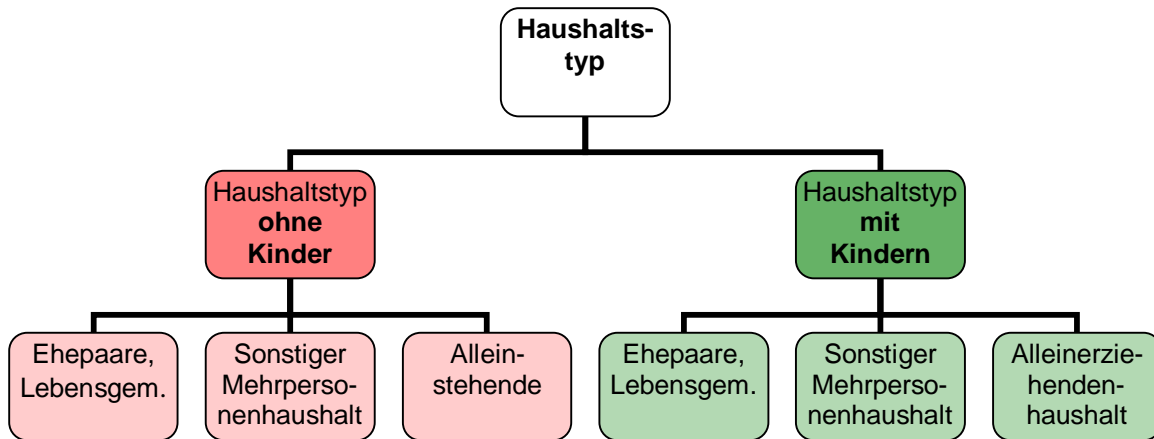 Haushalts-
typ
Haushaltstyp
ohne
Kinder
Haushaltstyp
mit
Kindern
Ehepaare,
Lebensgem.
Sonstiger
Mehrperso-
nenhaushalt
Allein-
stehende
Ehepaare,
Lebensgem.
Sonstiger
Mehrperso-
nenhaushalt
Alleinerzie-
henden-
haushalt